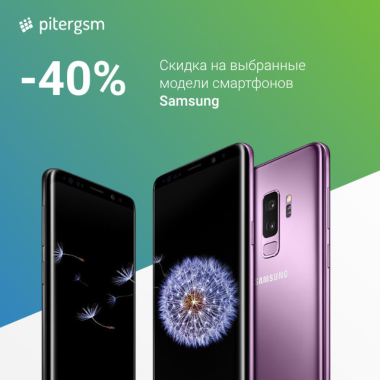 pitergsm
-40%
Скидка на выбранные
модели смартфонов
Samsung
SAMSUNG